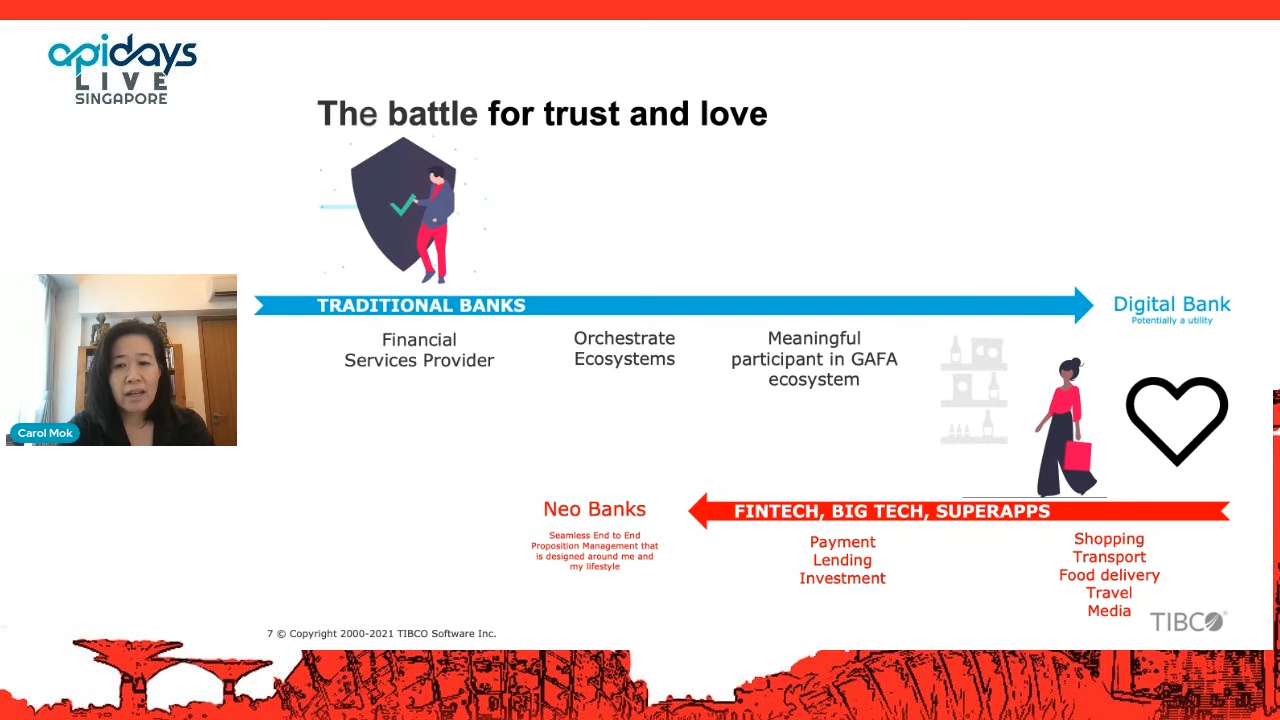 apidays
LIVE
SINGAPORE
The battle for trust and love
TRADITIONAL BANKS
Digital Bank
Potentially a utility
Financial
Services Provider
Orchestrate
Ecosystems
Meaningful
participant in GAFA
ecosystem
Carol Mok
Neo Banks
Seamless End to End
Proposition Management that
is designed around me and
my lifestyle
FINTECH, BIG TECH, SUPERAPPS
Payment
Lending
Investment
Shopping
Transport
Food delivery
Travel
Media
TIBCO
7 © Copyright 2000-2021 TIBCO Software Inc.